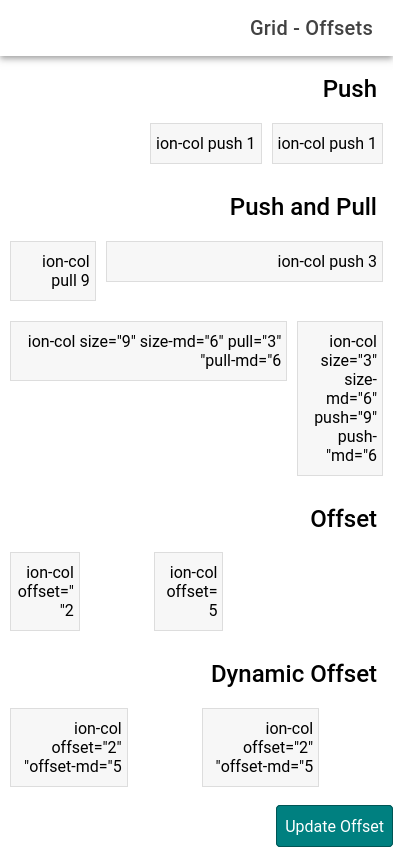 Grid - Offsets
Push
ion-col push 1
ion-col push 1
Push and Pull
ion-col
pull 9
ion-col push 3
ion-col size="9" size-md="6" pull="3"
"pull-md="6
ion-col
size="3"
size-
md="6"
push="9"
push-
"md="6
Offset
ion-col
offset="
"2
ion-col
offset=
5
Dynamic Offset
ion-col
offset="2"
"offset-md="5
ion-col
offset="2"
"offset-md="5
Update Offset